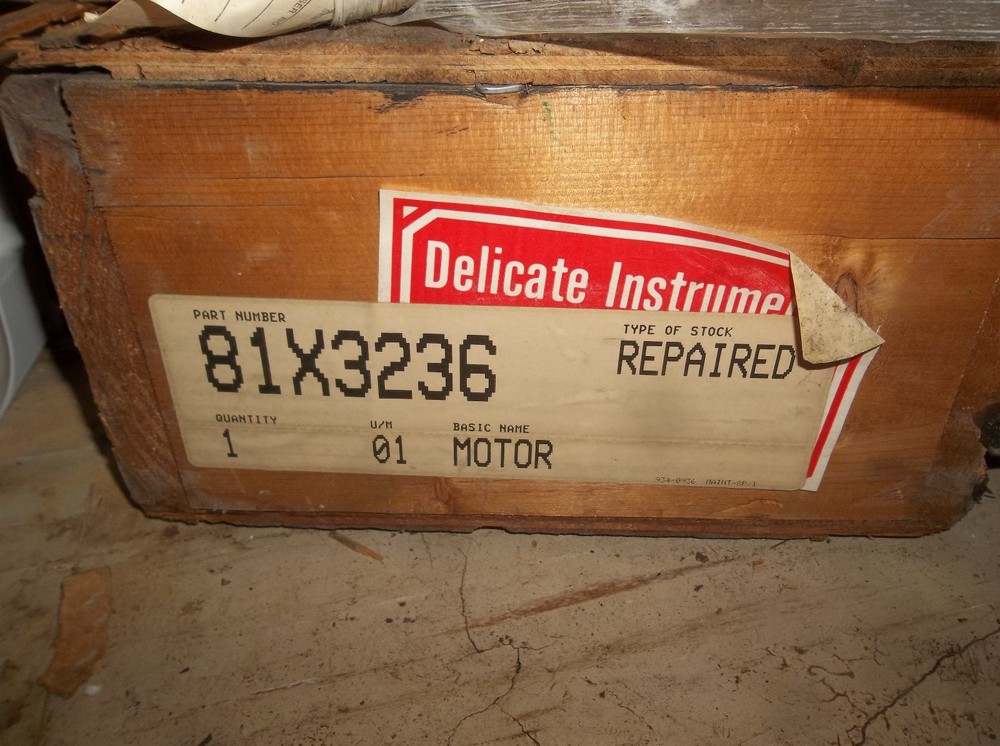 Delicate Instrume
PART NUMBER
81X3236
TYPE OF STOCK
REPAIRED
QUANTITY
1
U/M
01
BASIC NAME
MOTOR